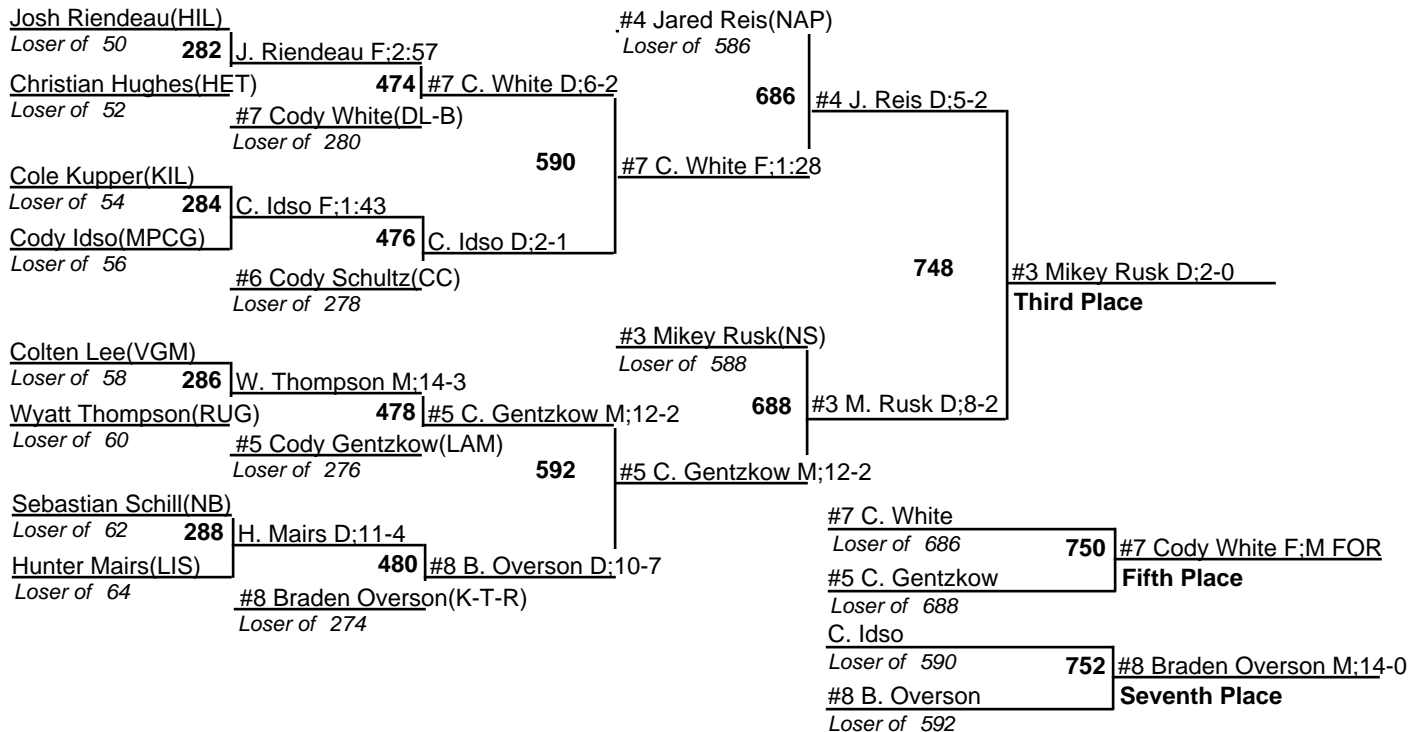 Josh Riendeau(HIL)
Loser of 50
282
J. Riendeau F;2:57
Christian Hughes(HET)
Loser of 52
474
#7 C. White D;6-2
#7 Cody White(DL-B)
Loser of 280
590
#7 C. White F;1:28
Cole Kupper(KIL)
Loser of 54
284
C. Idso F;1:43
Cody Idso(MPCG)
Loser of 56
476
C. Idso D;2-1
#6 Cody Schultz(CC)
Loser of 278
#4 Jared Reis(NAP)
Loser of 586
686
#4 J. Reis D;5-2
748
#3 Mikey Rusk D;2-0
Third Place
Colten Lee(VGM)
Loser of 58
286
W. Thompson M;14-3
Wyatt Thompson(RUG)
Loser of 60
478
#5 C. Gentzkow M;12-2
#5 Cody Gentzkow(LAM)
Loser of 276
592
#5 C. Gentzkow M;12-2
Sebastian Schill(NB)
Loser of 62
288
H. Mairs D;11-4
Hunter Mairs(LIS)
Loser of 64
480
#8 B. Overson D;10-7
#8 Braden Overson(K-T-R)
Loser of 274
#3 Mikey Rusk(NS)
Loser of 588
688
#3 M. Rusk D;8-2
#7 C. White
Loser of 686
750
#7 Cody White F;M FOR
#5 C. Gentzkow
Fifth Place
Loser of 688
C. Idso
Loser of 590
752
#8 Braden Overson M;14-0
#8 B. Overson
Seventh Place
Loser of 592